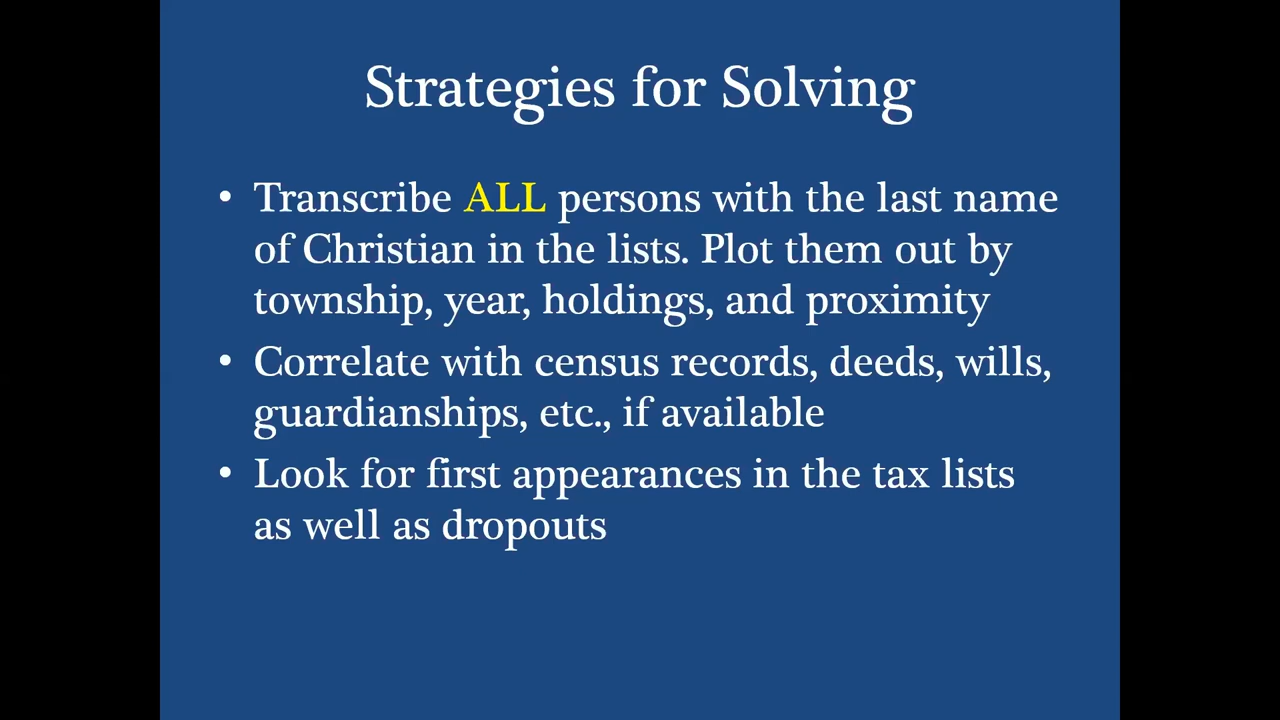 Strategies for Solving
• Transcribe ALL persons with the last name
of Christian in the lists. Plot them out by
township, year, holdings, and proximity
• Correlate with census records, deeds, wills,
guardianships, etc., if available
• Look for first appearances in the tax lists
as well as dropouts